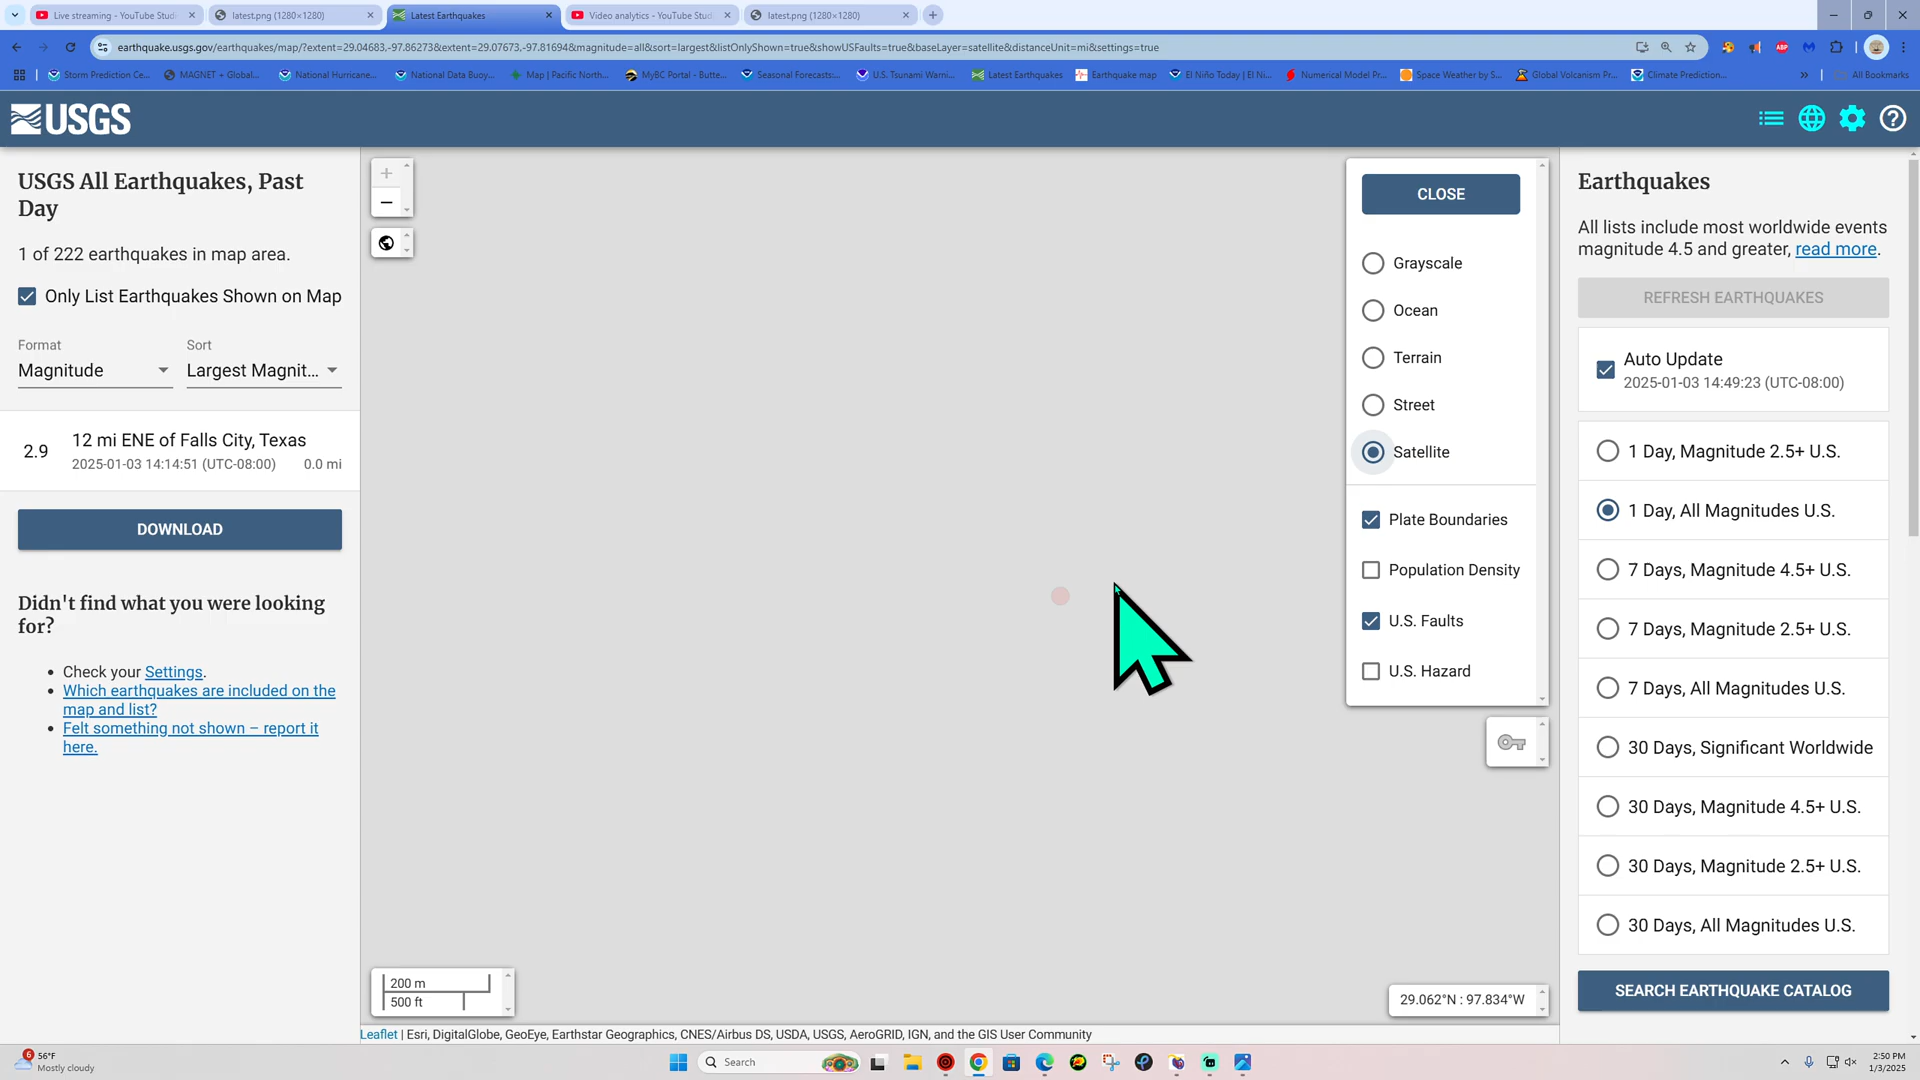 Live streaming - YouTube Studi
latest.png (1280×1280)
Latest Earthquakes
Video analytics - YouTube Studi
latest.png (1280×1280)
earthquake.usgs.gov/earthquakes/map/?extent=29.04683,-97.86273&extent=29.07673,-97.81694&magnitude=all&sort=largest&listOnlyShown=true&showUSFaults=true&baseLayer=satellite&distanceUnit=mi&settings=true
ABP
Storm Prediction Ce...
MAGNET + Global...
National Hurricane...
National Data Buoy...
Map | Pacific North...
MyBC Portal - Butte...
Seasonal Forecasts:...
U.S. Tsunami Warni...
Latest Earthquakes
Earthquake map
El Niño Today | El Ni...
Numerical Model Pr...
Space Weather by S...
Global Volcanism Pr...
Climate Prediction...
»
All Bookmarks
USGS
USGS All Earthquakes, Past
Day
1 of 222 earthquakes in map area.
Only List Earthquakes Shown on Map
Format
Sort
Magnitude
Largest Magnit...
2.9
12 mi ENE of Falls City, Texas
2025-01-03 14:14:51 (UTC-08:00)
0.0 mi
DOWNLOAD
Didn't find what you were looking
for?
Check your Settings.
Which earthquakes are included on the
map and list?
Felt something not shown – report it
here.
+
−
CLOSE
Grayscale
Ocean
Terrain
Street
Satellite
Plate Boundaries
Population Density
U.S. Faults
U.S. Hazard
200 m
500 ft
29.062°N : 97.834°W
Leaflet | Esri, DigitalGlobe, GeoEye, Earthstar Geographics, CNES/Airbus DS, USDA, USGS, AeroGRID, IGN, and the GIS User Community
Earthquakes
All lists include most worldwide events
magnitude 4.5 and greater, read more.
REFRESH EARTHQUAKES
Auto Update
2025-01-03 14:49:23 (UTC-08:00)
1 Day, Magnitude 2.5+ U.S.
1 Day, All Magnitudes U.S.
7 Days, Magnitude 4.5+ U.S.
7 Days, Magnitude 2.5+ U.S.
7 Days, All Magnitudes U.S.
30 Days, Significant Worldwide
30 Days, Magnitude 4.5+ U.S.
30 Days, Magnitude 2.5+ U.S.
30 Days, All Magnitudes U.S.
SEARCH EARTHQUAKE CATALOG
6
56°F
Mostly cloudy
Search
2:50 PM
1/3/2025